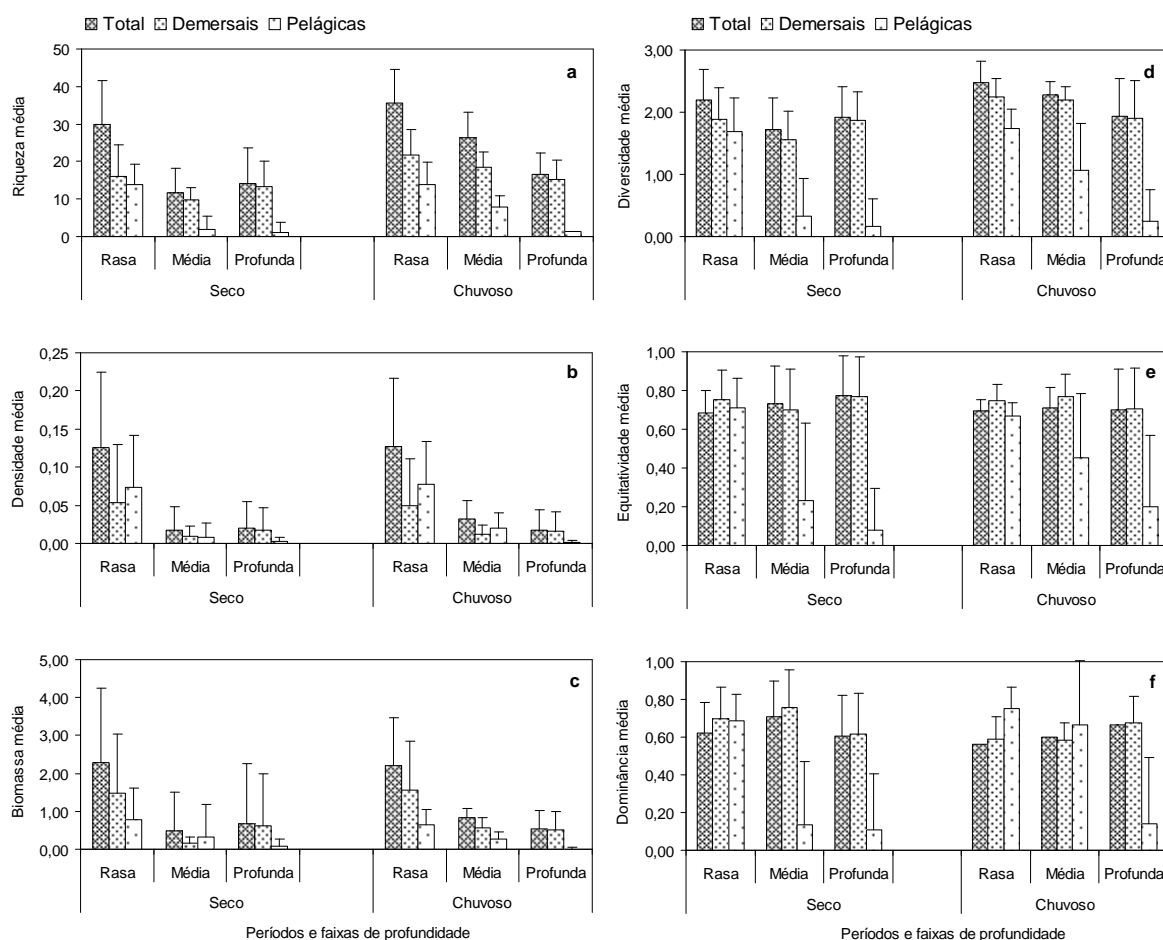 Total Demersais Pelágicas
Riqueza média
50
40
30
20
10
0
a
Rasa Média Profunda Rasa Média Profunda
Seco Chuvoso
Densidade média
0,25
0,20
0,15
0,10
0,05
0,00
b
Rasa Média Profunda Rasa Média Profunda
Seco Chuvoso
Biomassa média
5,00
4,00
3,00
2,00
1,00
0,00
c
Rasa Média Profunda Rasa Média Profunda
Seco Chuvoso
Períodos e faixas de profundidade
Total Demersais Pelágicas
Diversidade média
3,00
2,00
1,00
0,00
d
Rasa Média Profunda Rasa Média Profunda
Seco Chuvoso
Equitatividade média
1,00
0,80
0,60
0,40
0,20
0,00
e
Rasa Média Profunda Rasa Média Profunda
Seco Chuvoso
Dominância média
1,00
0,80
0,60
0,40
0,20
0,00
f
Rasa Média Profunda Rasa Média Profunda
Seco Chuvoso
Períodos e faixas de profundidade